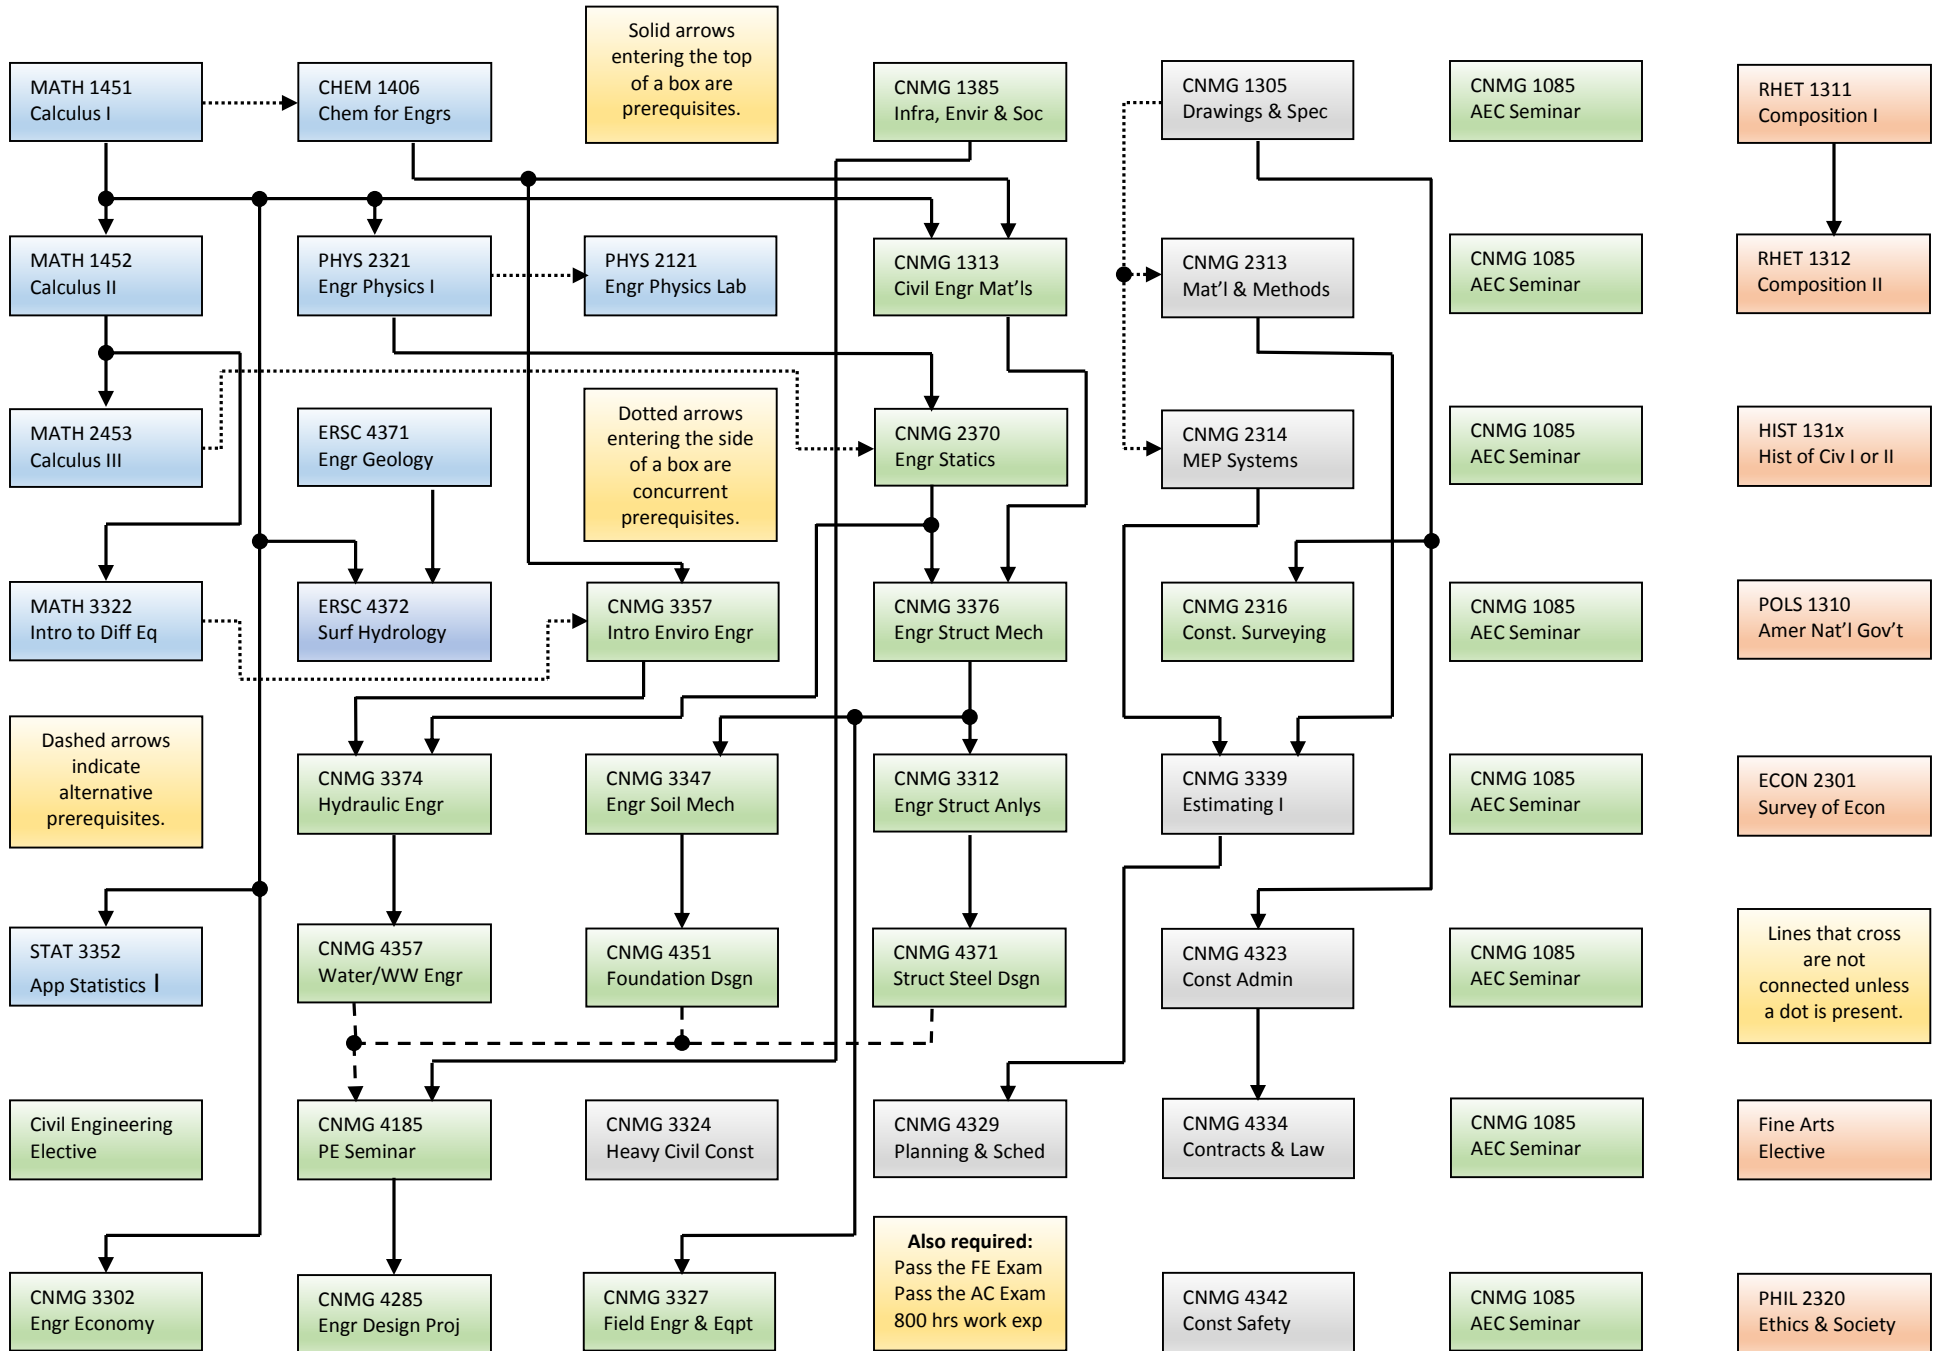 Solid arrows
entering the top
of a box are
prerequisites.
MATH 1451
Calculus I
CHEM 1406
Chem for Engrs
CNMG 1385
Infra, Envir & Soc
CNMG 1305
Drawings & Spec
CNMG 1085
AEC Seminar
RHET 1311
Composition I
MATH 1452
Calculus II
PHYS 2321
Engr Physics I
PHYS 2121
Engr Physics Lab
CNMG 1313
Civil Engr Mat’ls
CNMG 2313
Mat’l & Methods
CNMG 1085
AEC Seminar
RHET 1312
Composition II
MATH 2453
Calculus III
ERSC 4371
Engr Geology
Dotted arrows
entering the side
of a box are
concurrent
prerequisites.
CNMG 2370
Engr Statics
CNMG 2314
MEP Systems
CNMG 1085
AEC Seminar
HIST 131x
Hist of Civ I or II
MATH 3322
Intro to Diff Eq
ERSC 4372
Surf Hydrology
CNMG 3357
Intro Enviro Engr
CNMG 3376
Engr Struct Mech
CNMG 2316
Const. Surveying
CNMG 1085
AEC Seminar
POLS 1310
Amer Nat’l Gov’t
Dashed arrows
indicate
alternative
prerequisites.
CNMG 3374
Hydraulic Engr
CNMG 3347
Engr Soil Mech
CNMG 3312
Engr Struct Anlys
CNMG 3339
Estimating I
CNMG 1085
AEC Seminar
ECON 2301
Survey of Econ
STAT 3352
App Statistics I
CNMG 4357
Water/WW Engr
CNMG 4351
Foundation Dsgn
CNMG 4371
Struct Steel Dsgn
CNMG 4323
Const Admin
CNMG 1085
AEC Seminar
Lines that cross
are not
connected unless
a dot is present.
Civil Engineering
Elective
CNMG 4185
PE Seminar
CNMG 3324
Heavy Civil Const
CNMG 4329
Planning & Sched
CNMG 4334
Contracts & Law
CNMG 1085
AEC Seminar
Fine Arts
Elective
CNMG 3302
Engr Economy
CNMG 4285
Engr Design Proj
CNMG 3327
Field Engr & Eqpt
Also required:
Pass the FE Exam
Pass the AC Exam
800 hrs work exp
CNMG 4342
Const Safety
CNMG 1085
AEC Seminar
PHIL 2320
Ethics & Society